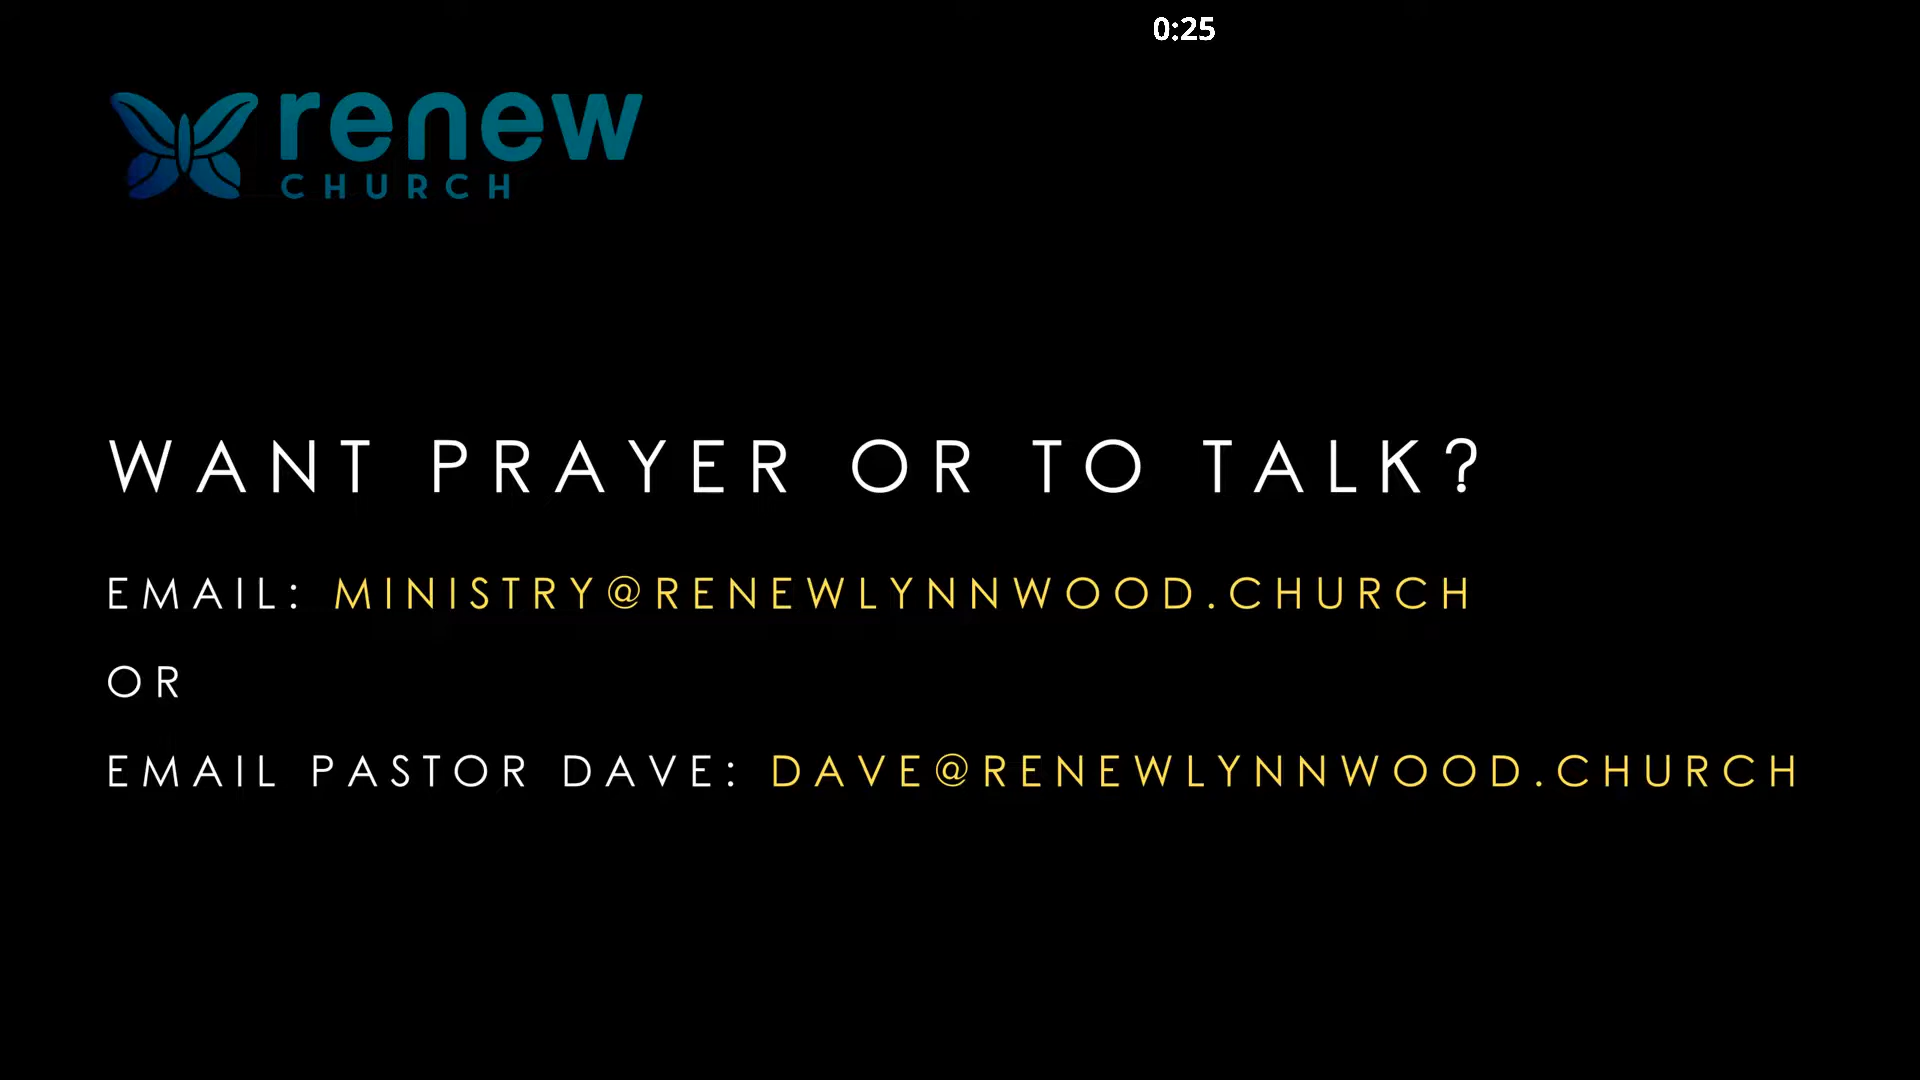 0:25
renew
CHURCH
WANT PRAYER OR TO TALK?
EMAIL: MINISTRY@RENEWLYNNWOOD.CHURCH
OR
EMAIL PASTOR DAVE: DAVE@RENEWLYNNWOOD.CHURCH